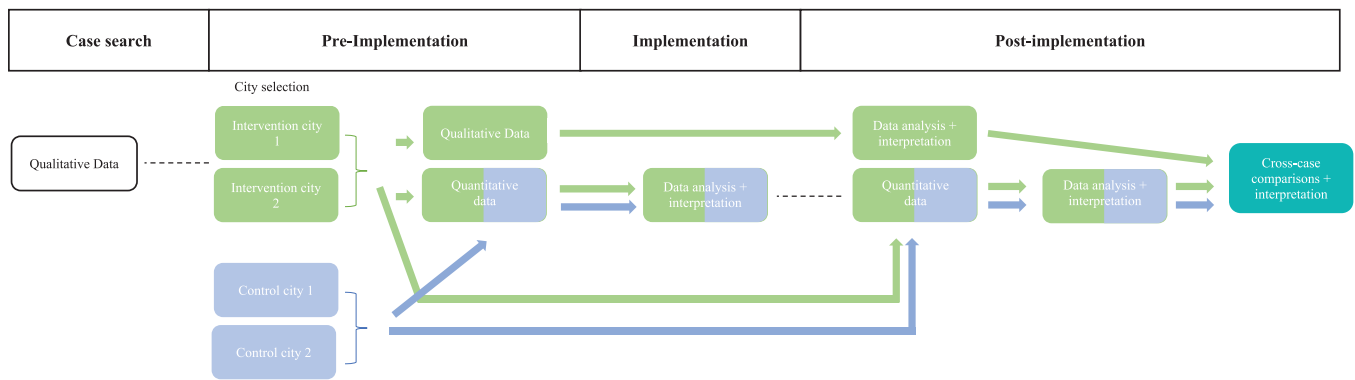 Case search
Pre-Implementation
Implementation
Post-implementation
City selection
Qualitative Data
Intervention city
1
Intervention city
2
Qualitative Data
Quantitative
data
Data analysis +
interpretation
Data analysis +
interpretation
Quantitative
data
Data analysis +
interpretation
Cross-case
comparisons +
interpretation
Control city 1
Control city 2